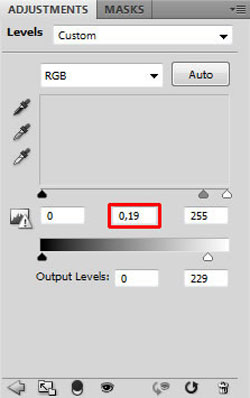 ADJUSTMENTS MASKS
Levels Custom
RGB Auto
0 0,19 255
Output Levels: 0 229